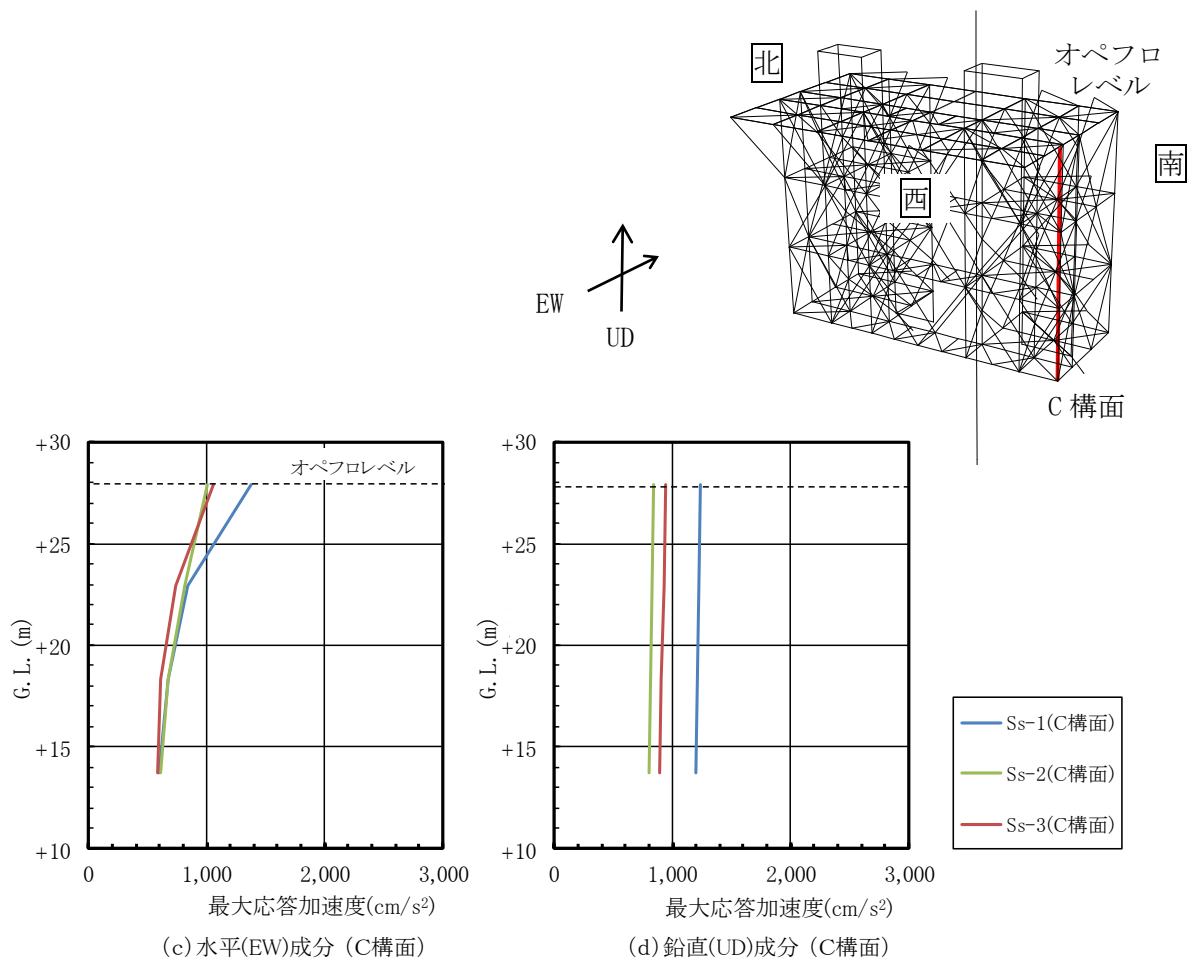 北
オペフロ
レベル
南
西
EW
UD
C 構面
+30
+25
+20
+15
+10
G.L.(m)
オペフロレベル
0
1,000
2,000
3,000
最大応答加速度(cm/s²)
(c)水平(EW)成分 (C構面)
+30
+25
+20
+15
+10
G.L.(m)
0
1,000
2,000
3,000
最大応答加速度(cm/s²)
(d)鉛直(UD)成分 (C構面)
Ss-1(C構面)
Ss-2(C構面)
Ss-3(C構面)